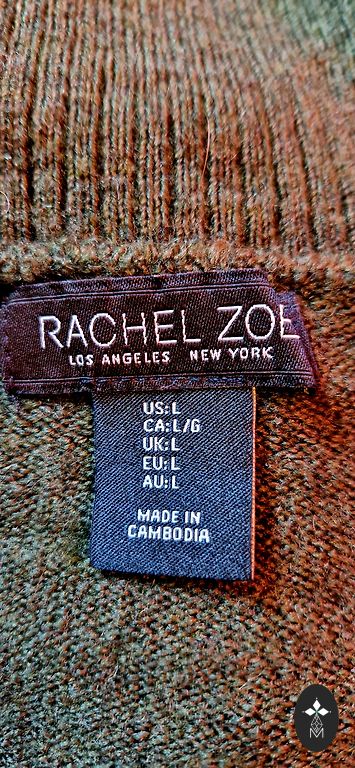 RACHEL ZOE
LOS ANGELES NEW YORK
US: L
CA: L/G
UK: L
EU: L
AU: L
MADE IN
CAMBODIA